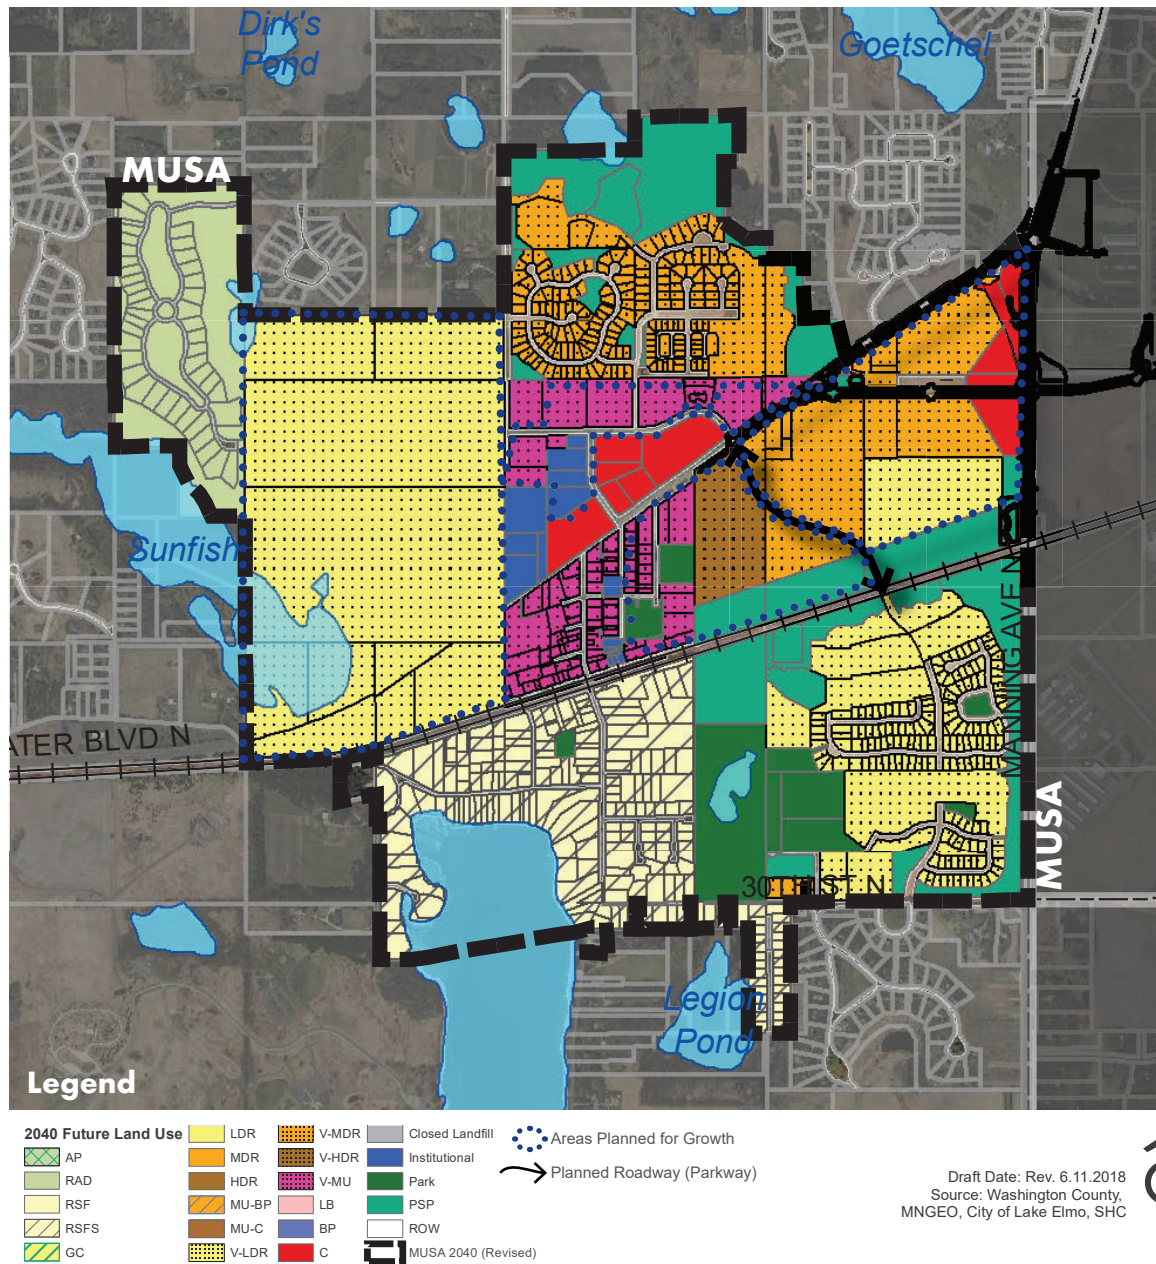 Dirk's
Pond
Goetschel
MUSA
Sunfish
ATER BLVD N
MANNING AVE N
MUSA
30TH ST N
Legion
Pond
Legend
2040 Future Land Use
AP
RAD
RSF
RSFS
GC
LDR
MDR
HDR
MU-BP
MU-C
V-LDR
V-MDR
V-HDR
V-MU
LB
BP
C
Closed Landfill
Institutional
Park
PSP
ROW
MUSA 2040 (Revised)
Areas Planned for Growth
Planned Roadway (Parkway)
Draft Date: Rev. 6.11.2018
Source: Washington County,
MNGEO, City of Lake Elmo, SHC